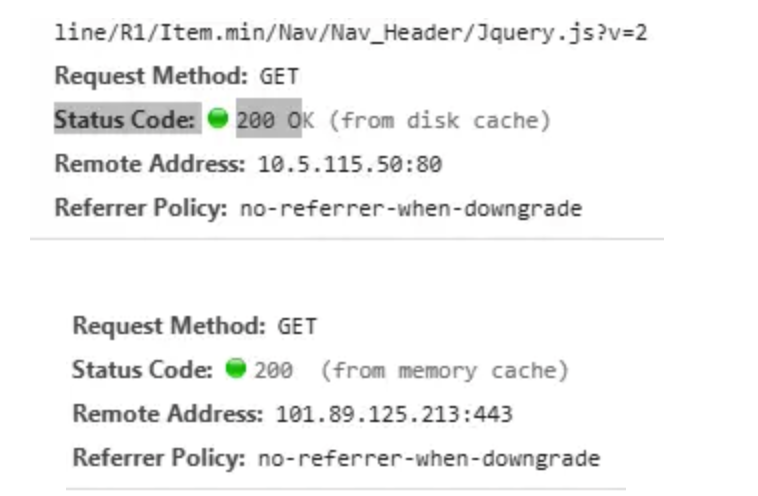 line/R1/Item.min/Nav/Nav_Header/Jquery.js?v=2
Request Method: GET
Status Code: 200 OK (from disk cache)
Remote Address: 10.5.115.50:80
Referrer Policy: no-referrer-when-downgrade
Request Method: GET
Status Code: 200 (from memory cache)
Remote Address: 101.89.125.213:443
Referrer Policy: no-referrer-when-downgrade